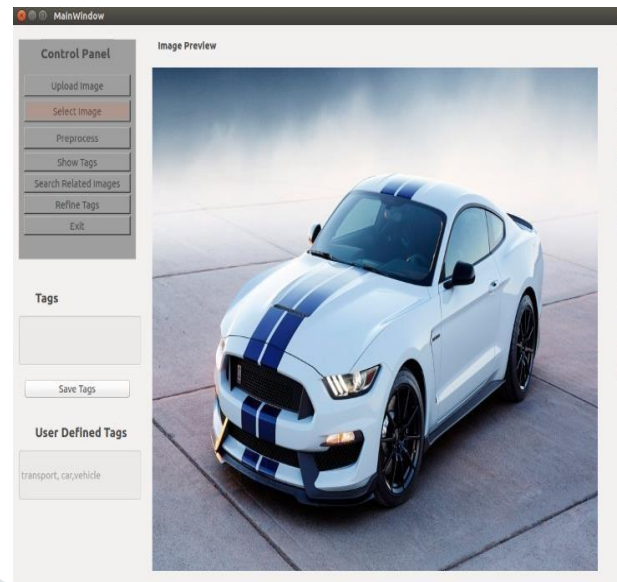 MainWindow
Control Panel
Upload Image
Select Image
Preprocess
Show Tags
Search Related Images
Refine Tags
Exit
Tags
Save Tags
User Defined Tags
transport, car,vehicle
Image Preview